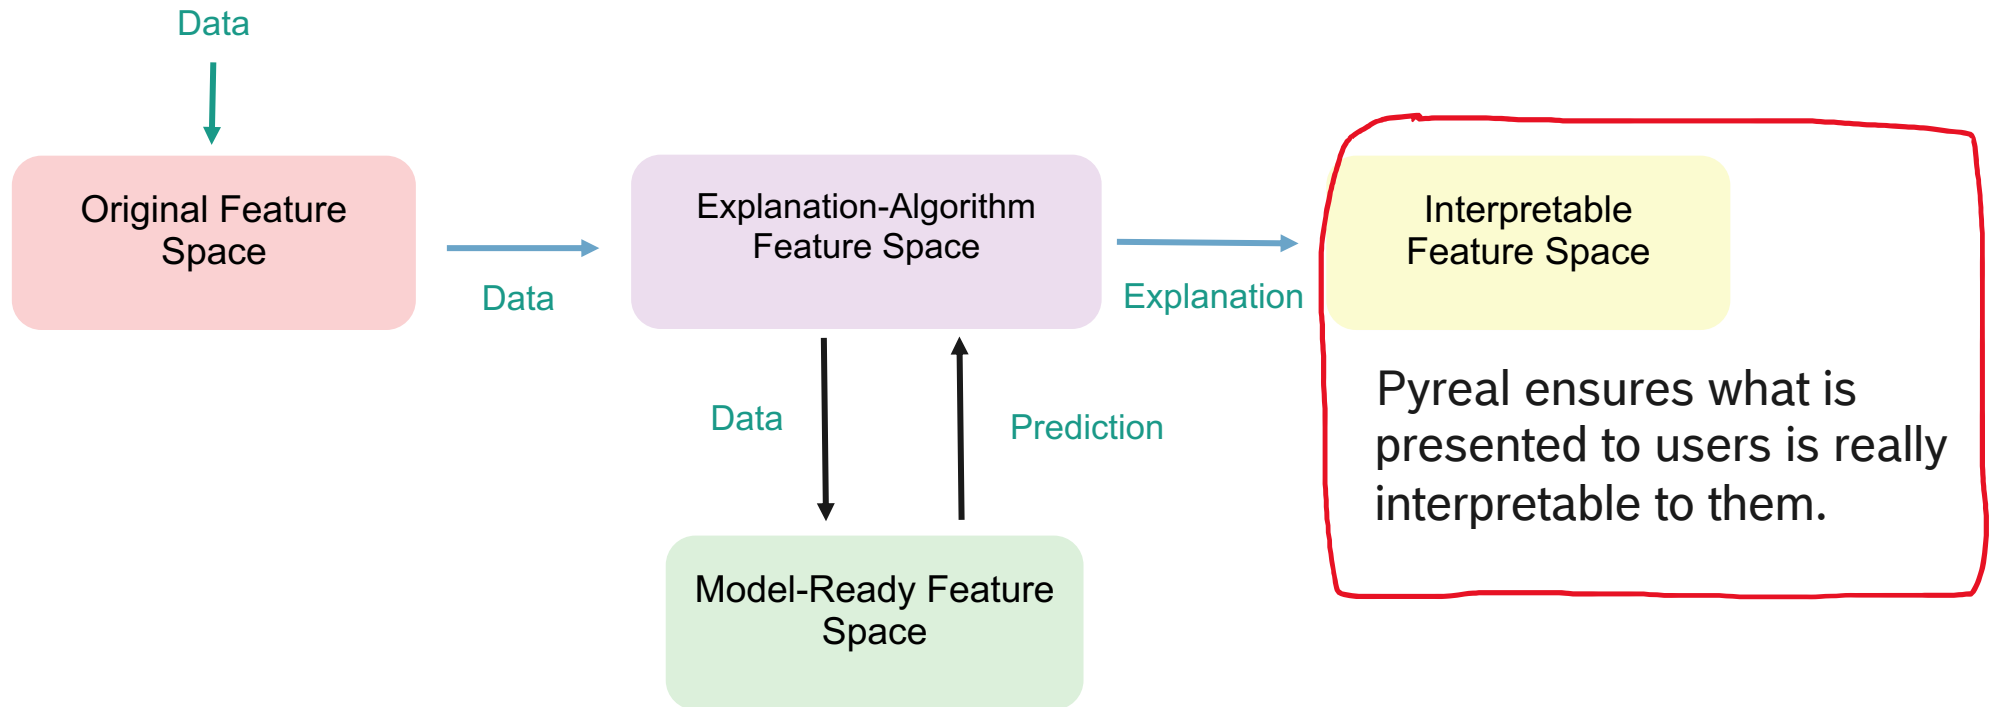 Data
Original Feature
Space
Data
Explanation-Algorithm
Feature Space
Explanation
Interpretable
Feature Space
Data
Prediction
Model-Ready Feature
Space
Pyreal ensures what is
presented to users is really
interpretable to them.